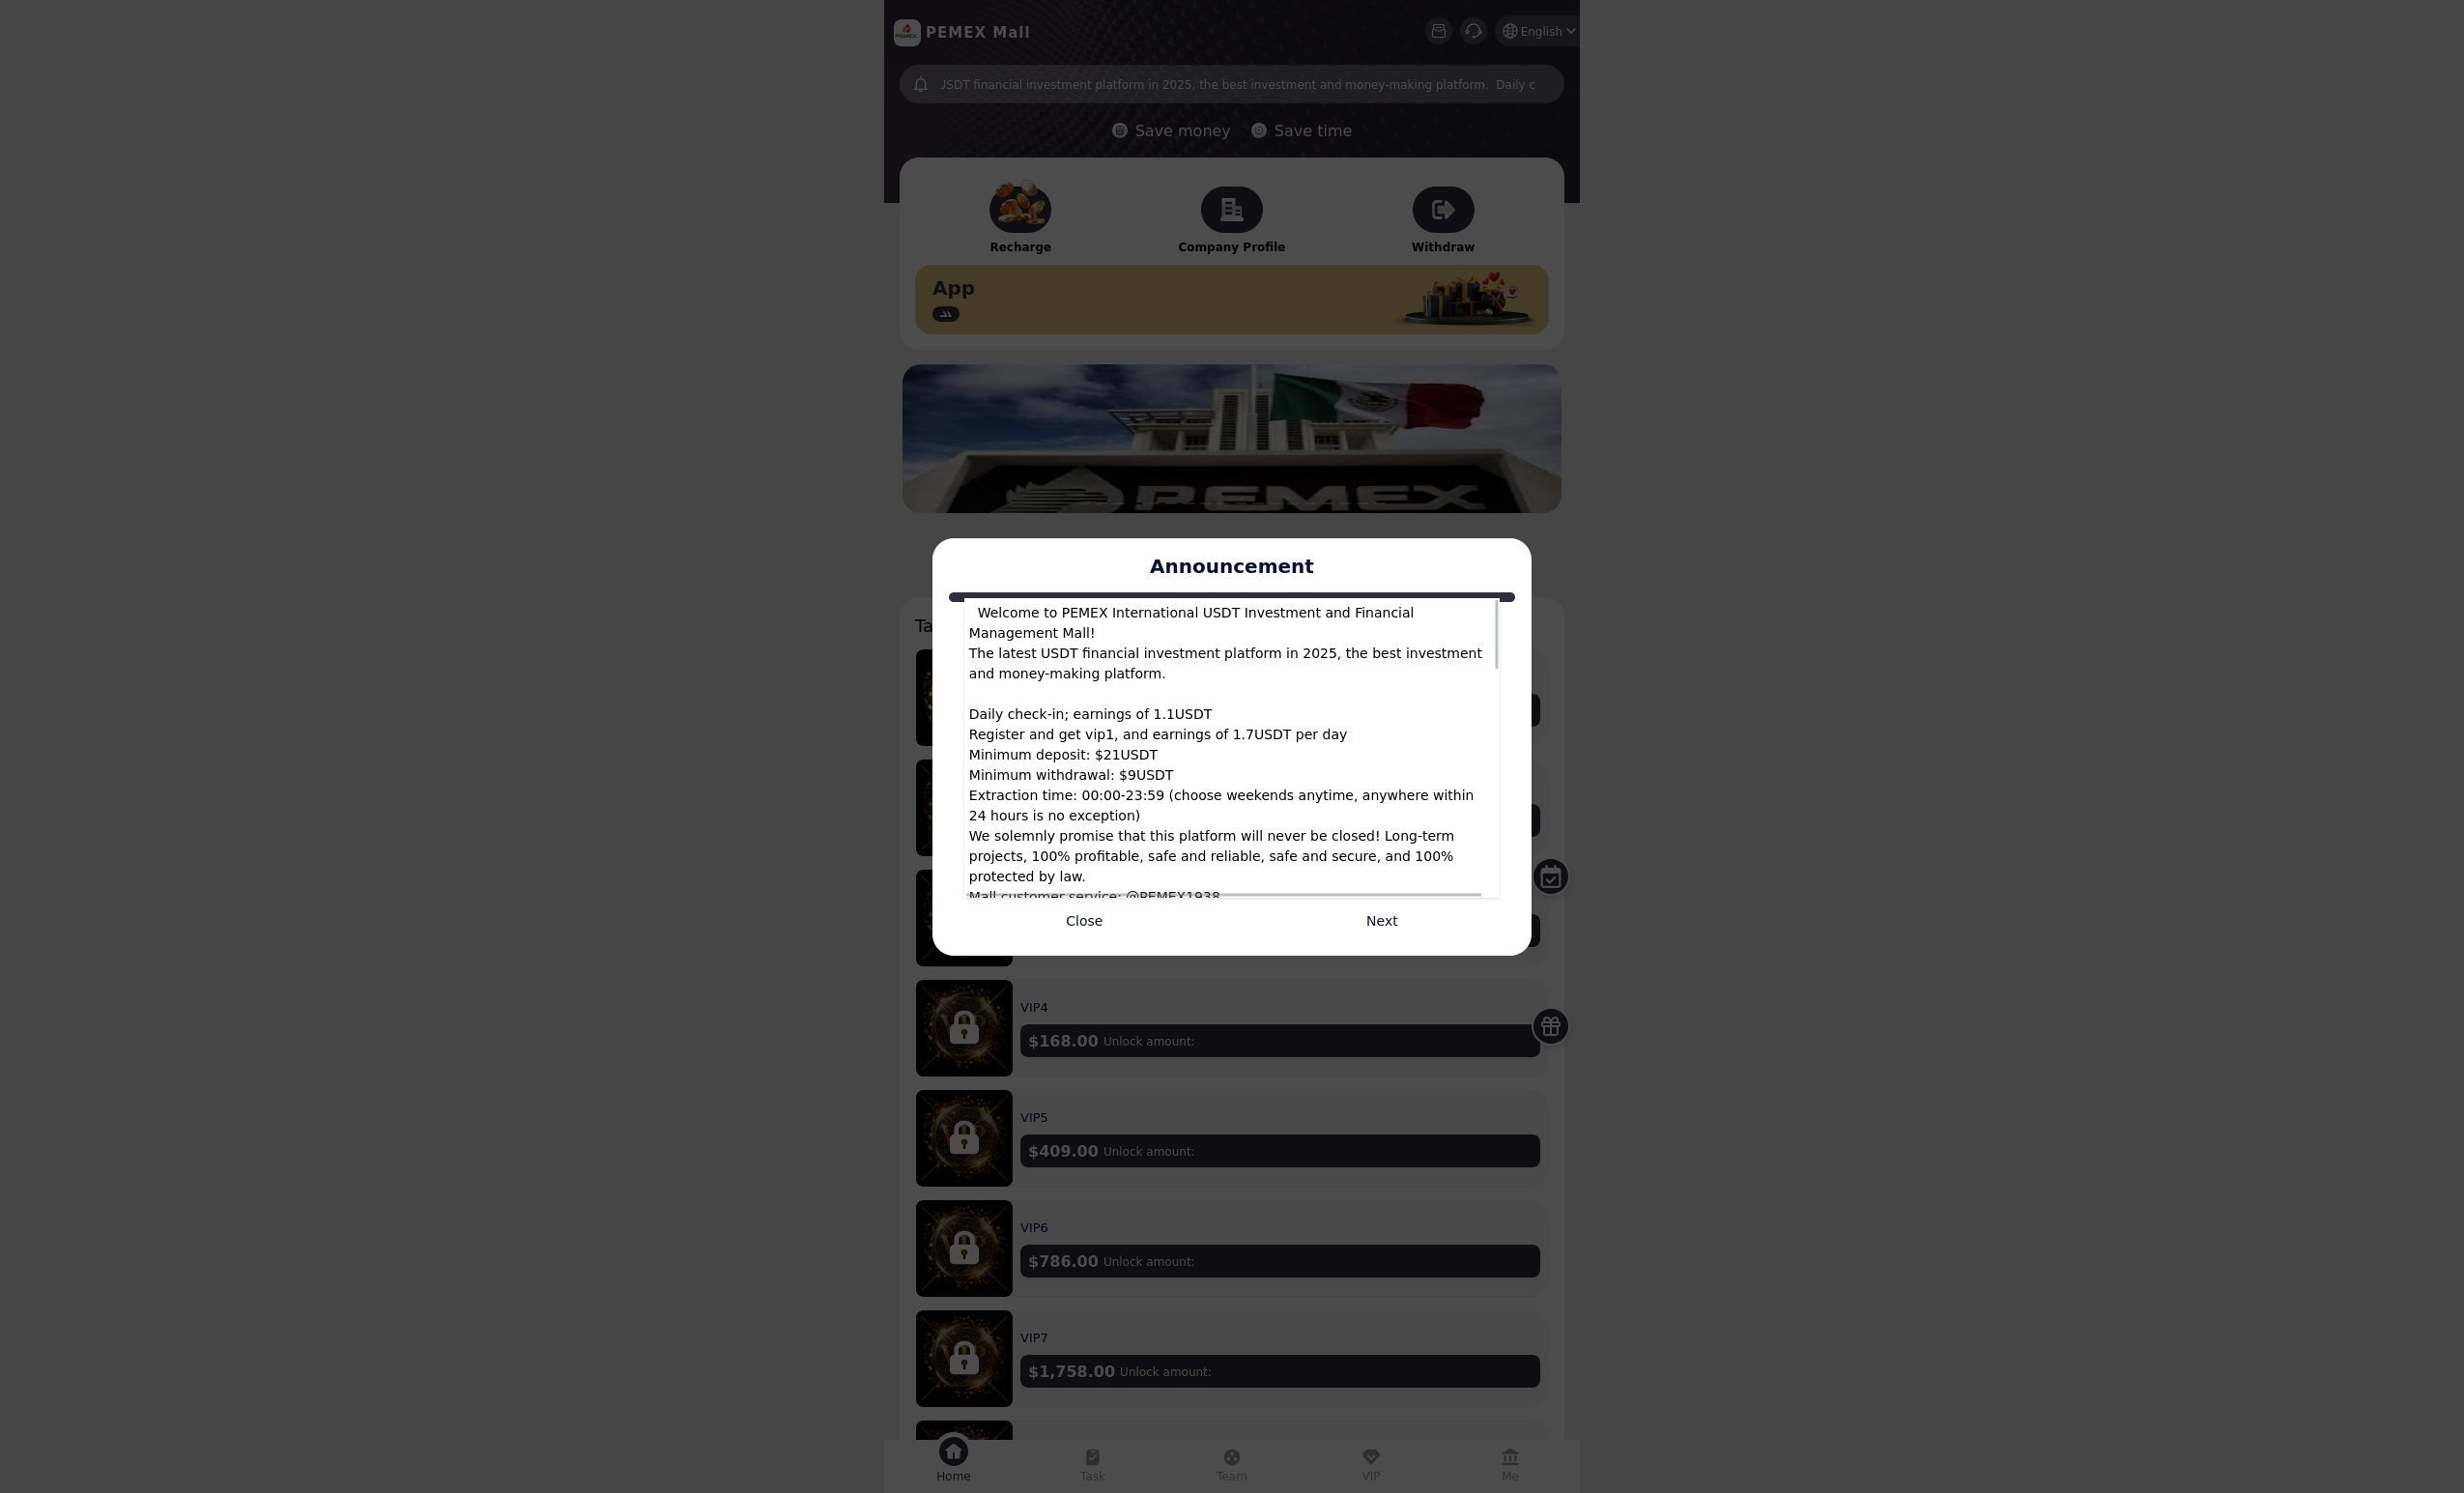 PEMEX Mall
English
USDT financial investment platform in 2025, the best investment and money-making platform. Daily c
Save money
Save time
Recharge
Company Profile
Withdraw
App
PEMEX
Announcement
Welcome to PEMEX International USDT Investment and Financial
Management Mall!
The latest USDT financial investment platform in 2025, the best investment
and money-making platform.
Daily check-in; earnings of 1.1USDT
Register and get vip1, and earnings of 1.7USDT per day
Minimum deposit: $21USDT
Minimum withdrawal: $9USDT
Extraction time: 00:00-23:59 (choose weekends anytime, anywhere within
24 hours is no exception)
We solemnly promise that this platform will never be closed! Long-term
projects, 100% profitable, safe and reliable, safe and secure, and 100%
protected by law.
Mall customer service: @PEMEX1938
Close
Next
Ta
VIP4
$168.00 Unlock amount:
VIP5
$409.00 Unlock amount:
VIP6
$786.00 Unlock amount:
VIP7
$1,758.00 Unlock amount:
Home
Task
Team
VIP
Me